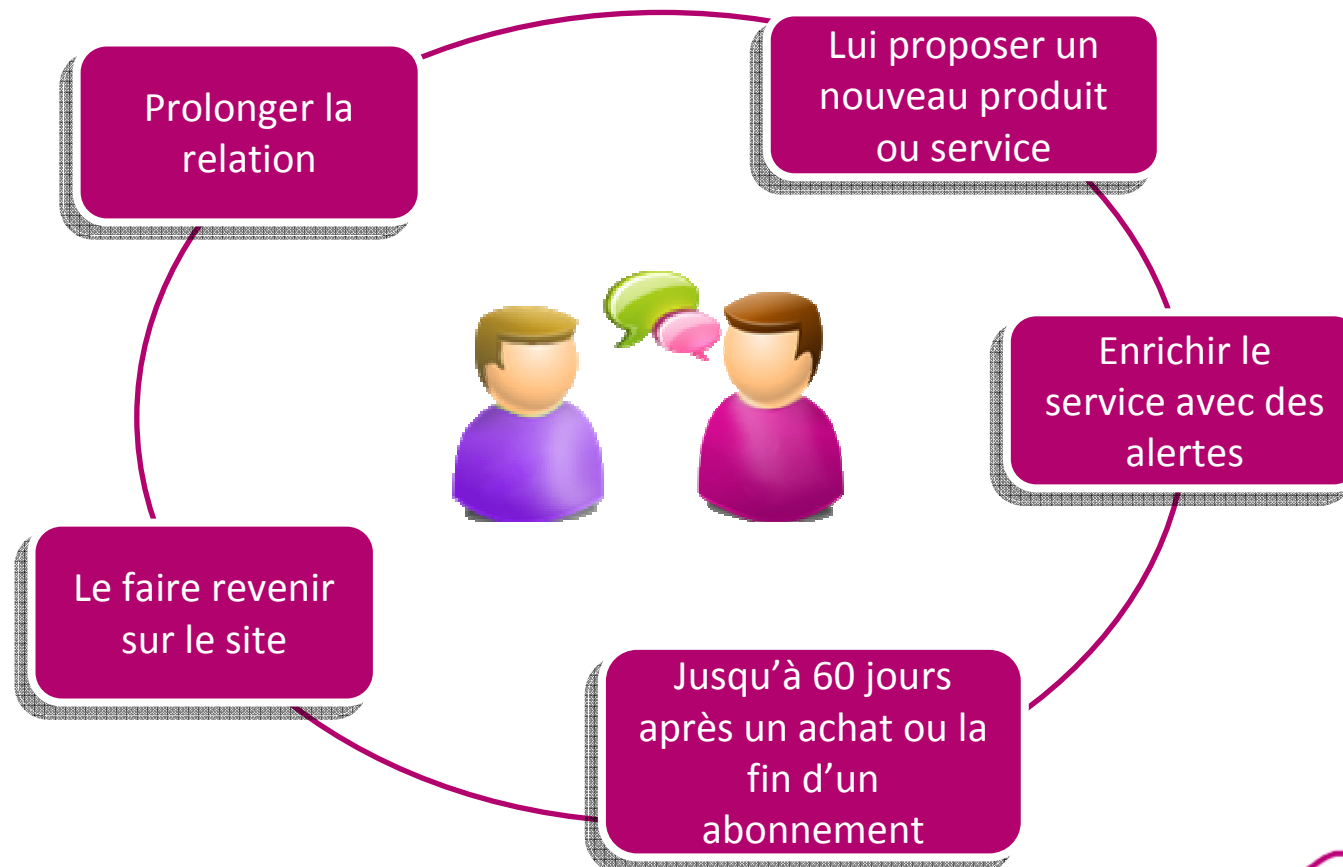 Prolonger la
relation
Lui proposer un
nouveau produit
ou service
Enrichir le
service avec des
alertes
Jusqu’à 60 jours
après un achat ou la
fin d’un
abonnement
Le faire revenir
sur le site